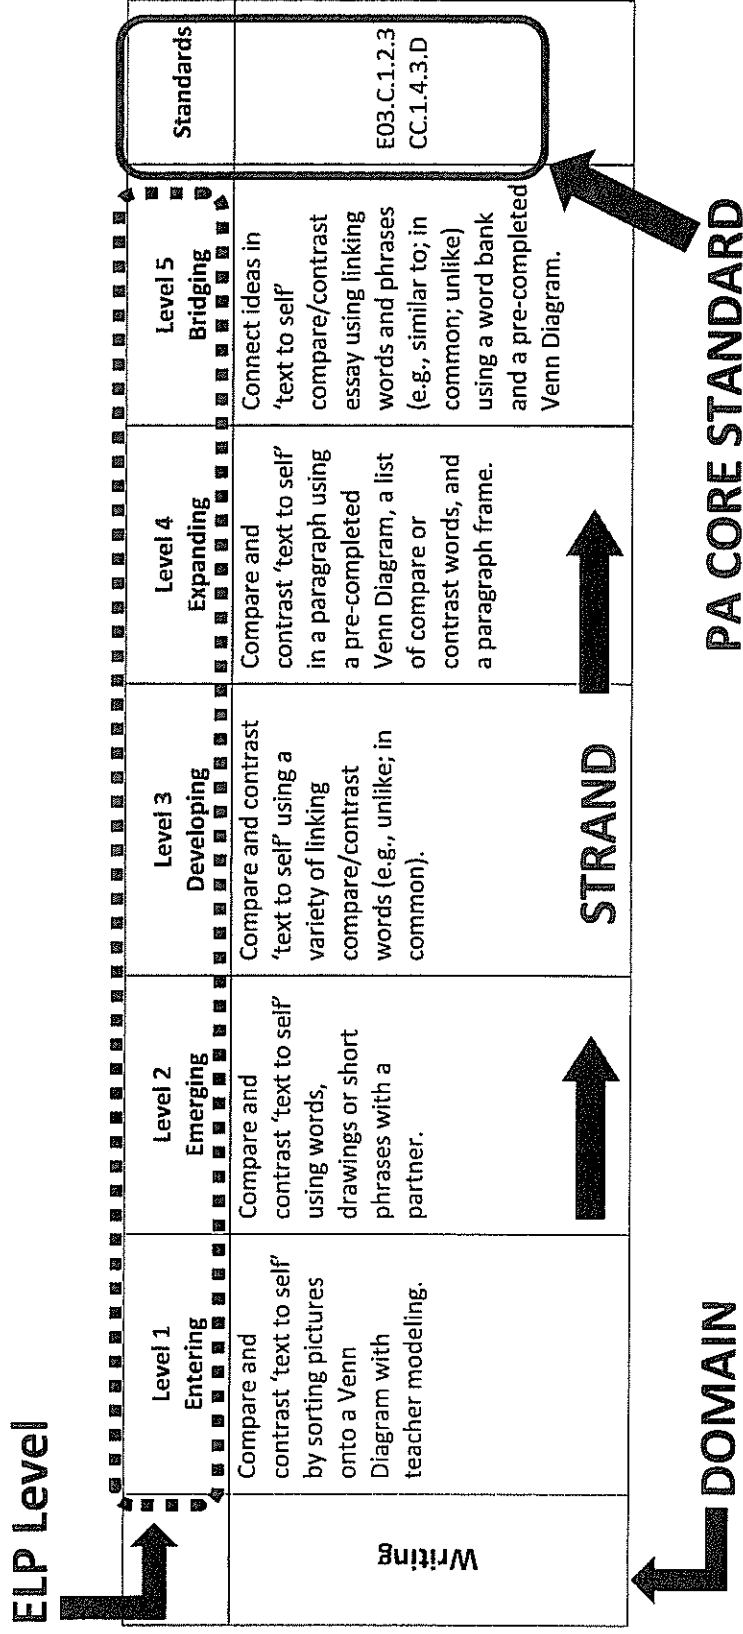 ELP Level
Level 1
Entering
Level 2
Emerging
Level 3
Developing
Level 4
Expanding
Level 5
Bridging
Standards
Writing
Compare and
contrast ‘text to self’
by sorting pictures
onto a Venn
Diagram with
teacher modeling.
Compare and
contrast ‘text to self’
using words,
drawings or short
phrases with a
partner.
Compare and contrast
‘text to self’ using a
variety of linking
compare/contrast
words (e.g., unlike; in
common).
Compare and
contrast ‘text to self’
in a paragraph using
a pre-completed
Venn Diagram, a list
of compare or
contrast words, and
a paragraph frame.
Connect ideas in
‘text to self’
compare/contrast
essay using linking
words and phrases
(e.g., similar to; in
common; unlike)
using a word bank
and a pre-completed
Venn Diagram.
E03.C.1.2.3
CC.1.4.3.D
STRAND
DOMAIN
PA CORE STANDARD